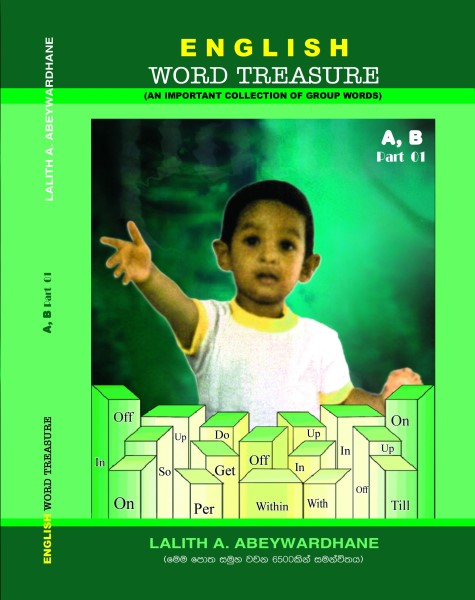 ENGLISH
WORD TREASURE
(AN IMPORTANT COLLECTION OF GROUP WORDS)
A, B
Part 01
Off
Up
Do
Up
On
In
So
Get
Off
In
In
Up
On
Per
Within
With
Off
Till
LALITH A. ABEYWARDHANE
(මෙම පොත සමුහ වචන 6500කින් සමන්විතය)
LALITH A. ABEYWARDHANE
A, B Part 01
ENGLISH WORD TREASURE